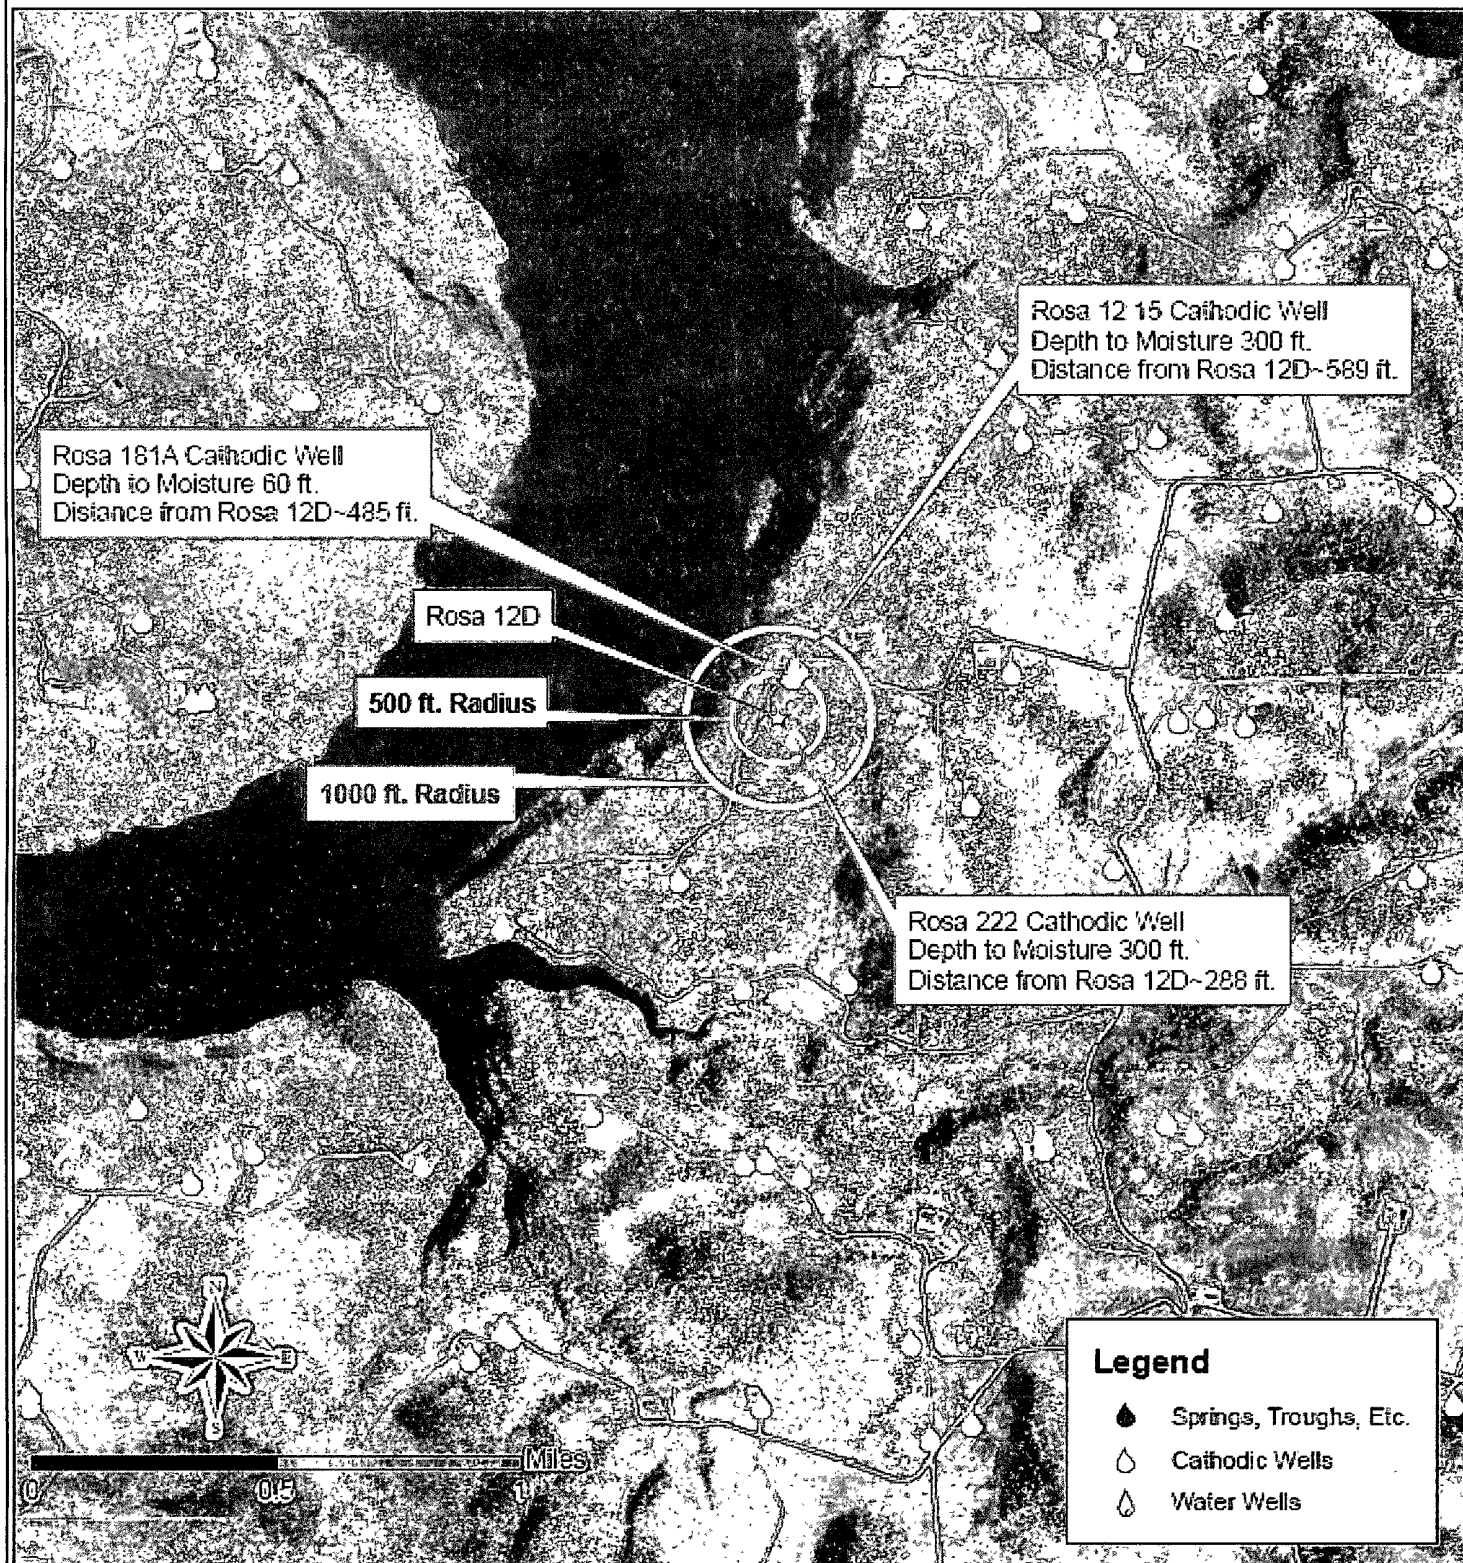 Rosa 12 15 Cathodic Well
Depth to Moisture 300 ft.
Distance from Rosa 12D~589 ft.
Rosa 181A Cathodic Well
Depth to Moisture 60 ft.
Distance from Rosa 12D~485 ft.
Rosa 12D
500 ft. Radius
1000 ft. Radius
Rosa 222 Cathodic Well
Depth to Moisture 300 ft.
Distance from Rosa 12D~288 ft.
N
W E
S
Miles
0 0.5 1
Legend
Springs, Troughs, Etc.
Cathodic Wells
Water Wells